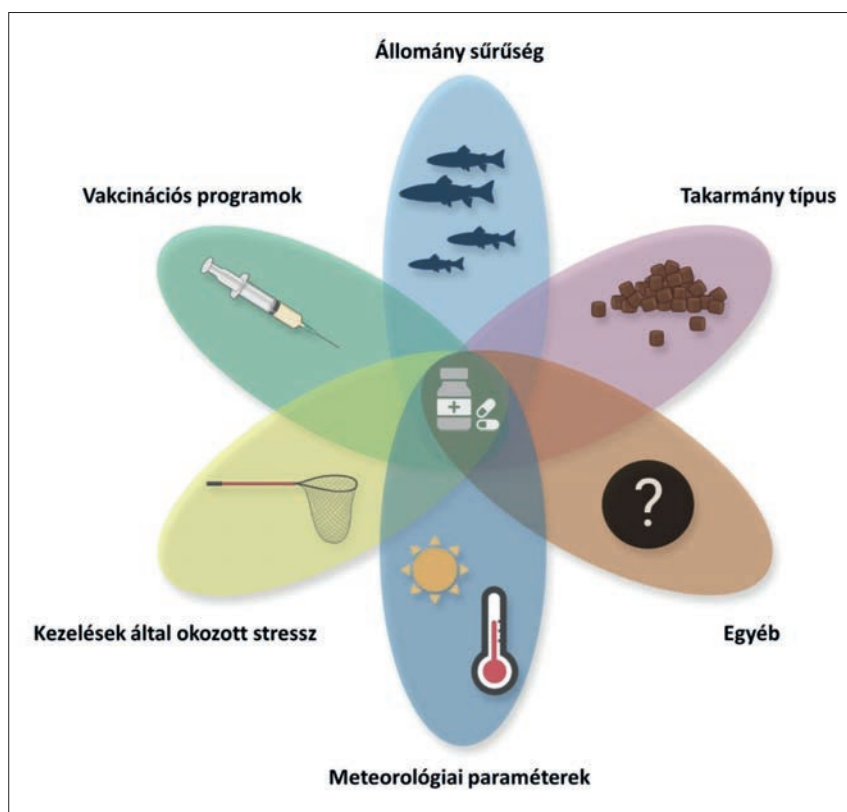 Állomány sűrűség
Vakcinációs programok
Takarmány típus
?
Kezelések által okozott stressz
Egyéb
Meteorológiai paraméterek